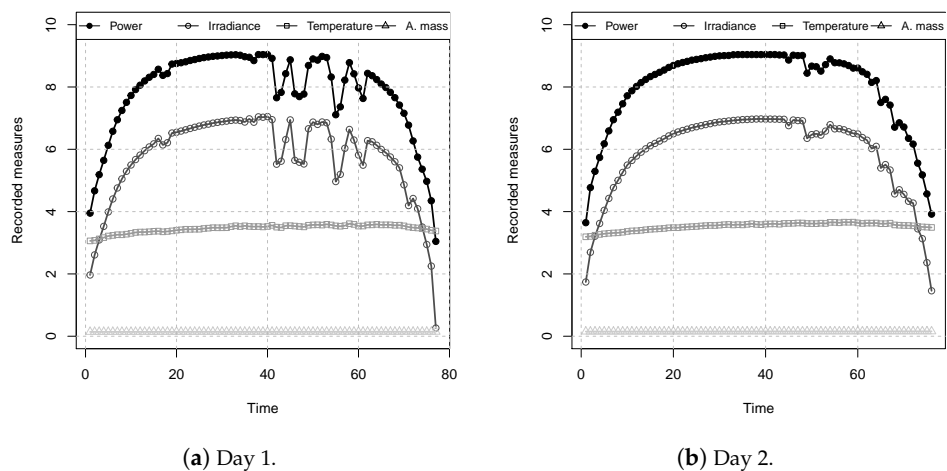 Power Irradiance Temperature A. mass
10
8
6
4
2
0
Recorded measures
0 20 40 60 80
Time
(a) Day 1.
Power Irradiance Temperature A. mass
10
8
6
4
2
0
Recorded measures
0 20 40 60
Time
(b) Day 2.